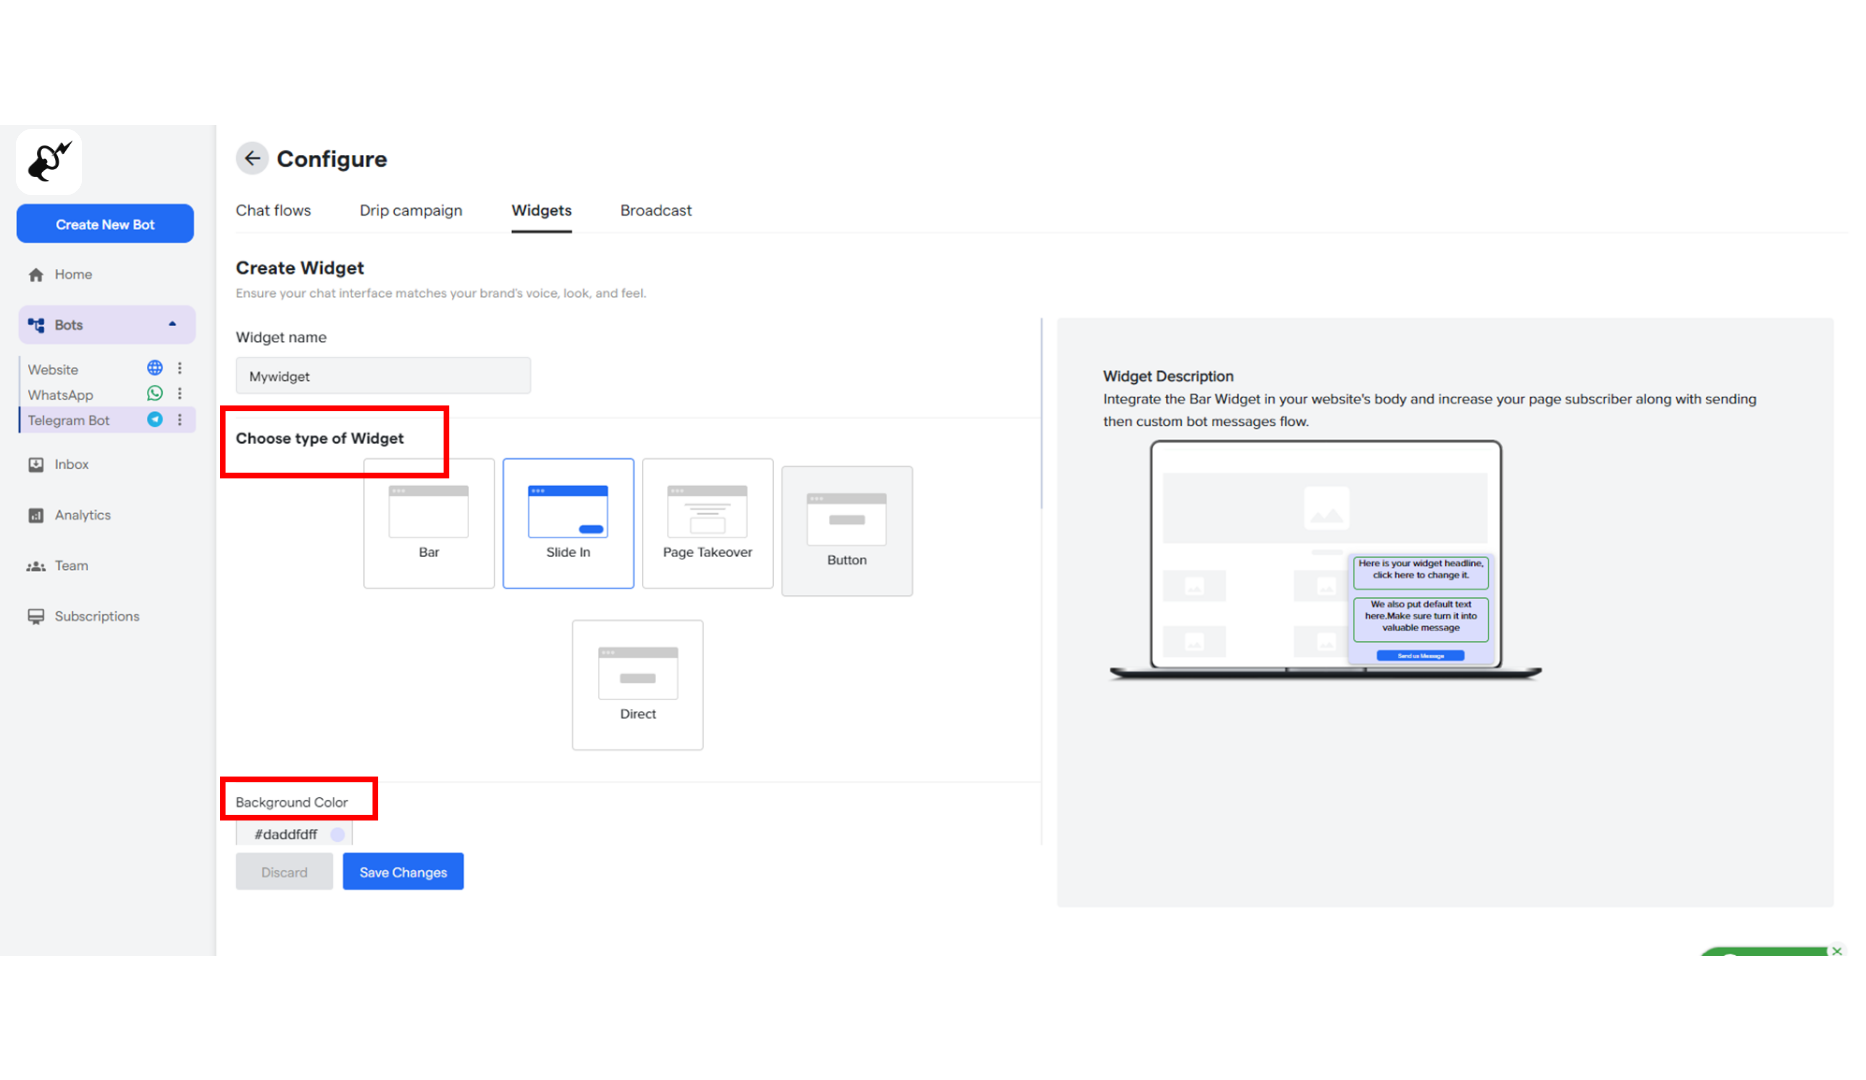 Configure
Create New Bot
Chat flows
Drip campaign
Widgets
Broadcast
Home
Bots
Website
WhatsApp
Telegram Bot
Inbox
Analytics
Team
Subscriptions
Create Widget
Ensure your chat interface matches your brand's voice, look, and feel.
Widget name
Mywidget
Choose type of Widget
Bar
Slide In
Page Takeover
Button
Direct
Background Color
#daddfdff
Discard
Save Changes
Widget Description
Integrate the Bar Widget in your website's body and increase your page subscriber along with sending
then custom bot messages flow.
Here is your widget headline,
click here to change it.
We also put default text
here.Make sure turn it into
valuable message
Send us Message